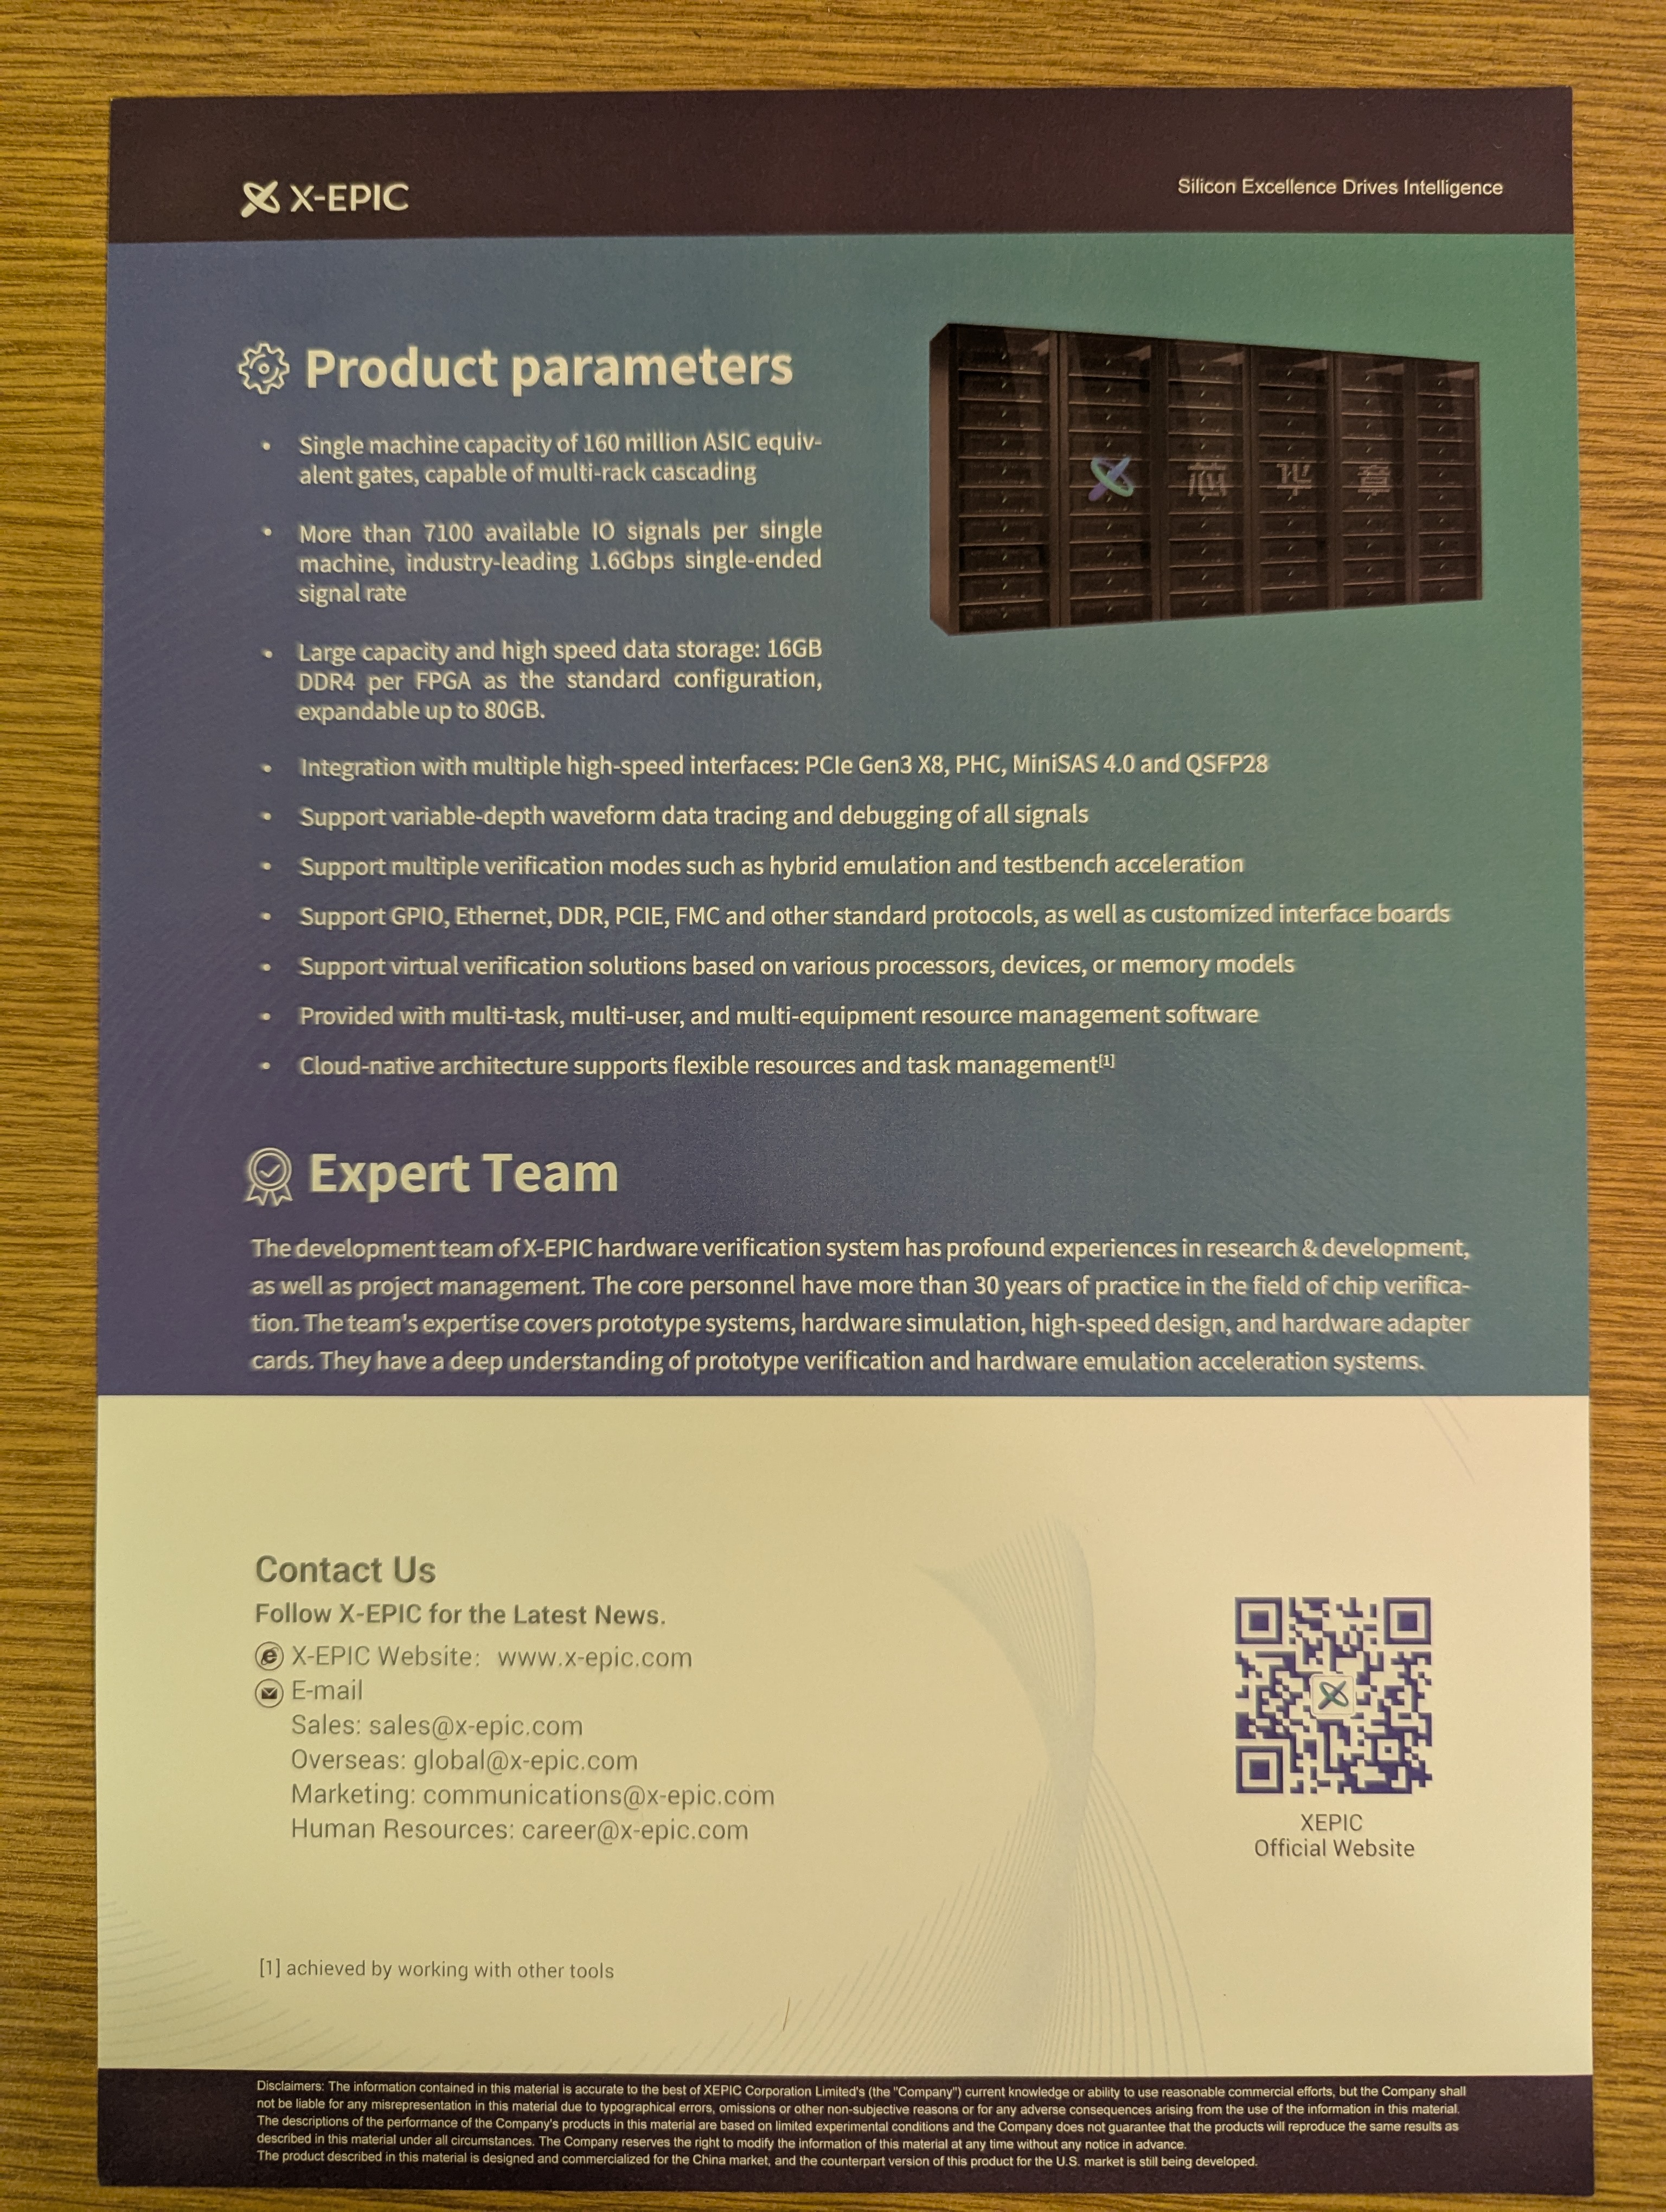 X-EPIC
Silicon Excellence Drives Intelligence
Product parameters
• Single machine capacity of 160 million ASIC equiv-
alent gates, capable of multi-rack cascading
• More than 7100 available IO signals per single
machine, industry-leading 1.6Gbps single-ended
signal rate
• Large capacity and high speed data storage: 16GB
DDR4 per FPGA as the standard configuration,
expandable up to 80GB.
芯华章
• Integration with multiple high-speed interfaces: PCIe Gen3 X8, PHC, MiniSAS 4.0 and QSFP28
• Support variable-depth waveform data tracing and debugging of all signals
• Support multiple verification modes such as hybrid emulation and testbench acceleration
• Support GPIO, Ethernet, DDR, PCIE, FMC and other standard protocols, as well as customized interface boards
• Support virtual verification solutions based on various processors, devices, or memory models
• Provided with multi-task, multi-user, and multi-equipment resource management software
• Cloud-native architecture supports flexible resources and task management[1]
Expert Team
The development team of X-EPIC hardware verification system has profound experiences in research & development,
as well as project management. The core personnel have more than 30 years of practice in the field of chip verifica-
tion. The team's expertise covers prototype systems, hardware simulation, high-speed design, and hardware adapter
cards. They have a deep understanding of prototype verification and hardware emulation acceleration systems.
Contact Us
Follow X-EPIC for the Latest News.
X-EPIC Website: www.x-epic.com
E-mail
Sales: sales@x-epic.com
Overseas: global@x-epic.com
Marketing: communications@x-epic.com
Human Resources: career@x-epic.com
XEPIC
Official Website
[1] achieved by working with other tools
Disclaimers: The information contained in this material is accurate to the best of XEPIC Corporation Limited's (the "Company") current knowledge or ability to use reasonable commercial efforts, but the Company shall
not be liable for any misrepresentation in this material due to typographical errors, omissions or other non-subjective reasons or for any adverse consequences arising from the use of the information in this material.
The descriptions of the performance of the Company's products in this material are based on limited experimental conditions and the Company does not guarantee that the products will reproduce the same results as
described in this material under all circumstances. The Company reserves the right to modify the information of this material at any time without any notice in advance.
The product described in this material is designed and commercialized for the China market, and the counterpart version of this product for the U.S. market is still being developed.